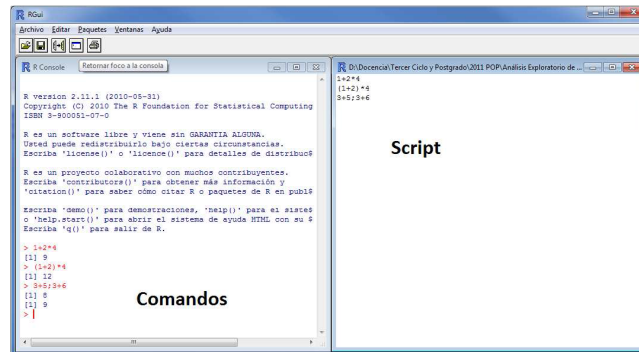 RGui
Archivo Editar Paquetes Ventanas Ayuda
R Console
Retornar foco a la consola
R version 2.11.1 (2010-05-31)
Copyright (C) 2010 The R Foundation for Statistical Computing
ISBN 3-900051-07-0
R es un software libre y viene sin GARANTIA ALGUNA.
Usted puede redistribuirlo bajo ciertas circunstancias.
Escriba 'license()' o 'licence()' para detalles de distribuc$
R es un proyecto colaborativo con muchos contribuyentes.
Escriba 'contributors()' para obtener más información y
'citation()' para saber cómo citar R o paquetes de R en publ$
Escriba 'demo()' para demostraciones, 'help()' para el siste$
o 'help.start()' para abrir el sistema de ayuda HTML con su $
Escriba 'q()' para salir de R.
> 1+2*4
[1] 9
> (1+2)*4
[1] 12
> 3+5;3+6
[1] 8
[1] 9
>
Comandos
D:\Docencia\Tercer Ciclo y Postgrado\2011 POP\Análisis Exploratorio de ...
1+2*4
(1+2)*4
3+5;3+6
Script